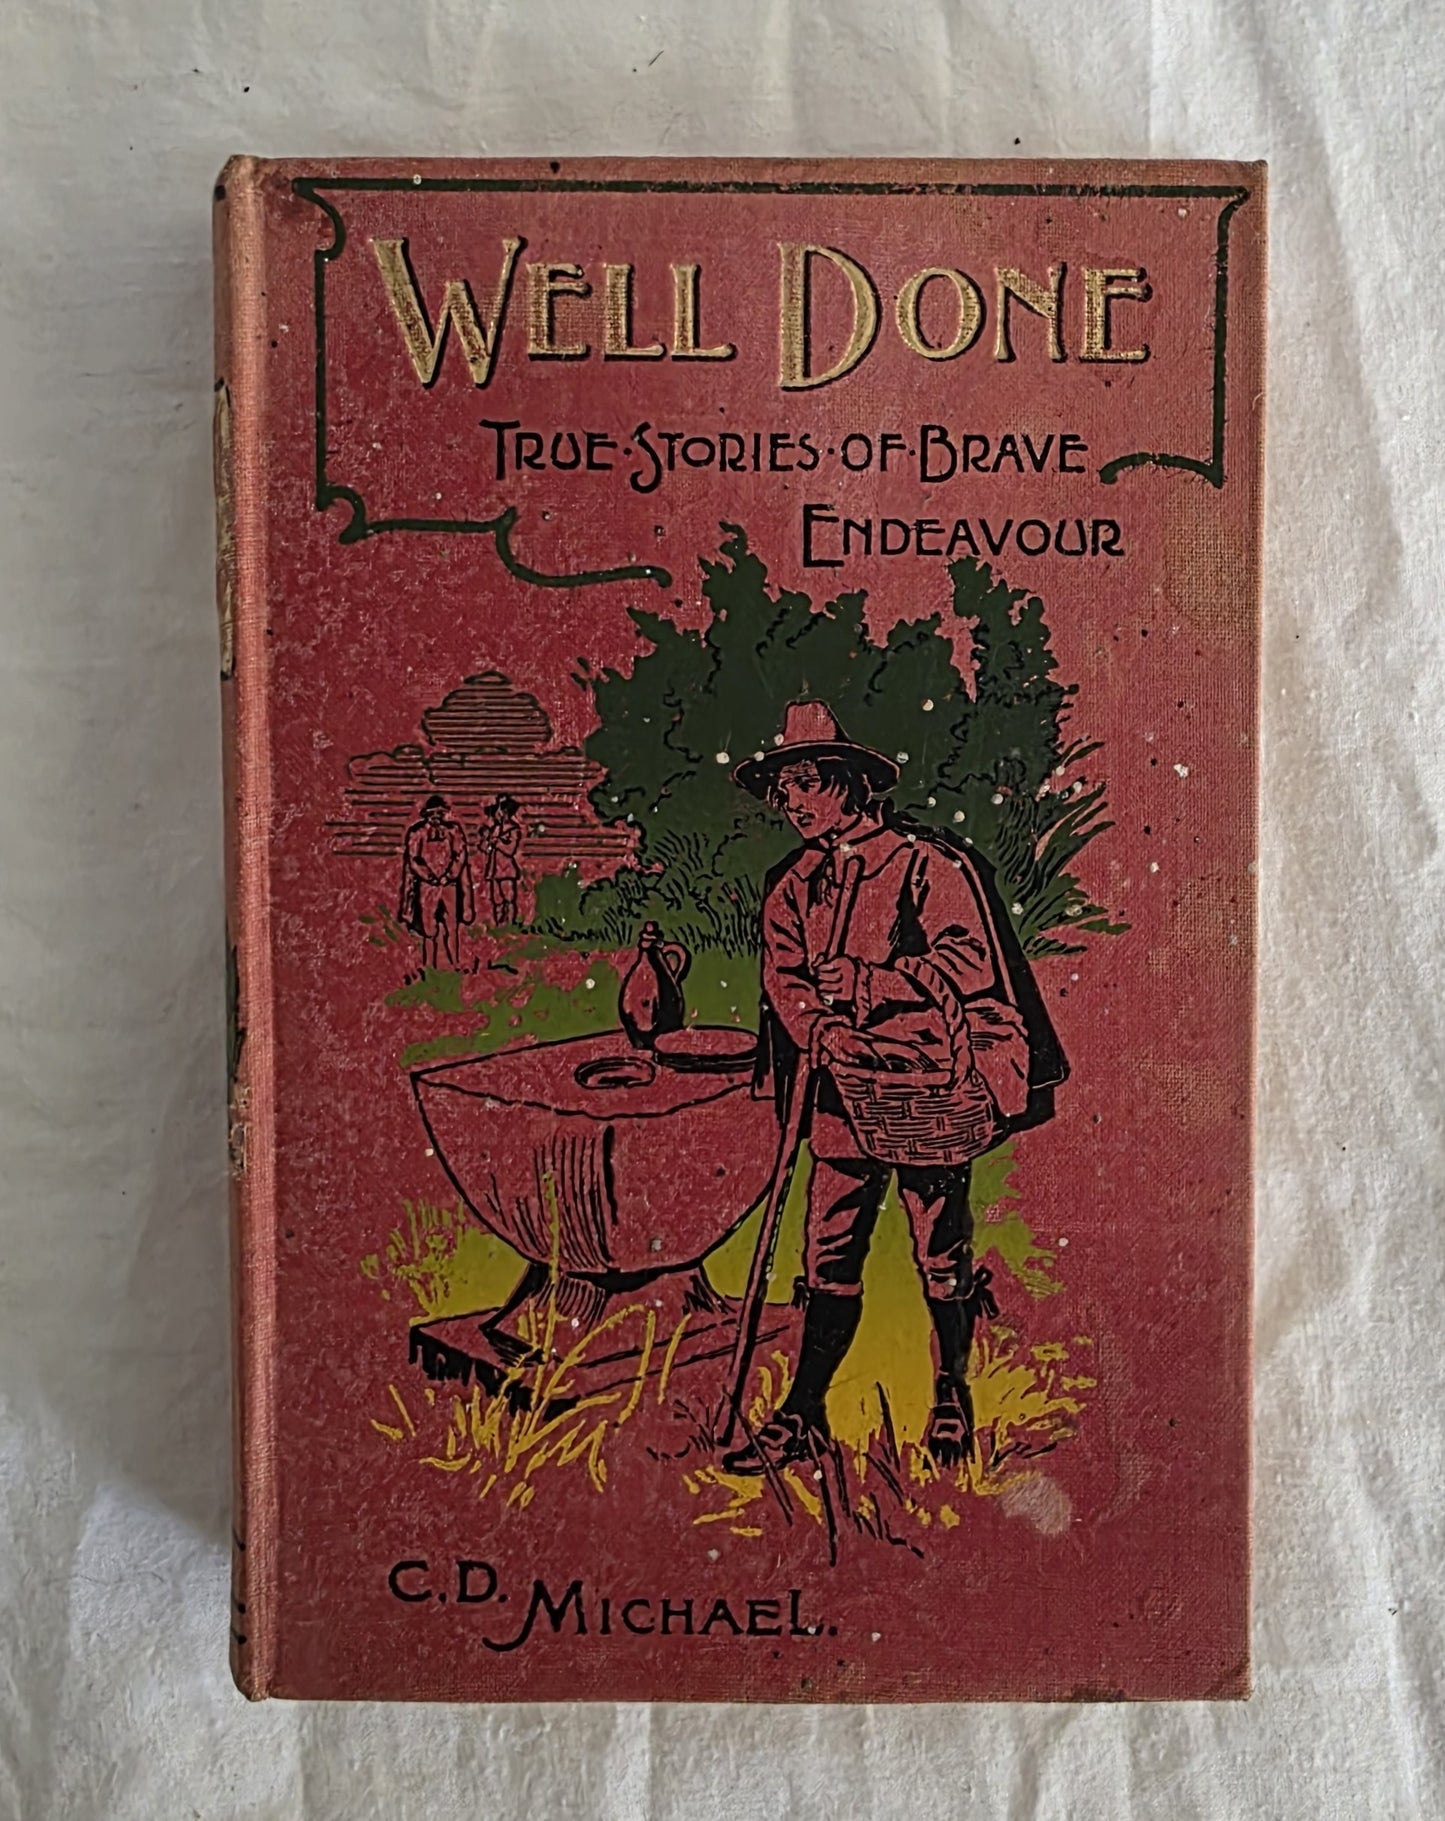 WELL DONE
TRUE·STORIES·OF·BRAVE
ENDEAVOUR
C.D. MICHAEL.